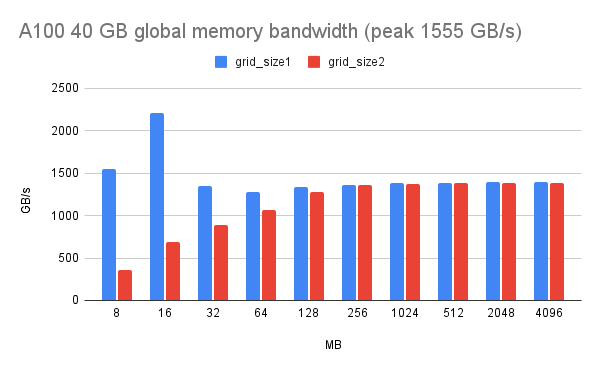 A100 40 GB global memory bandwidth (peak 1555 GB/s)
grid_size1 grid_size2
2500
2000
1500
1000
500
0
GB/s
8 16 32 64 128 256 1024 512 2048 4096
MB